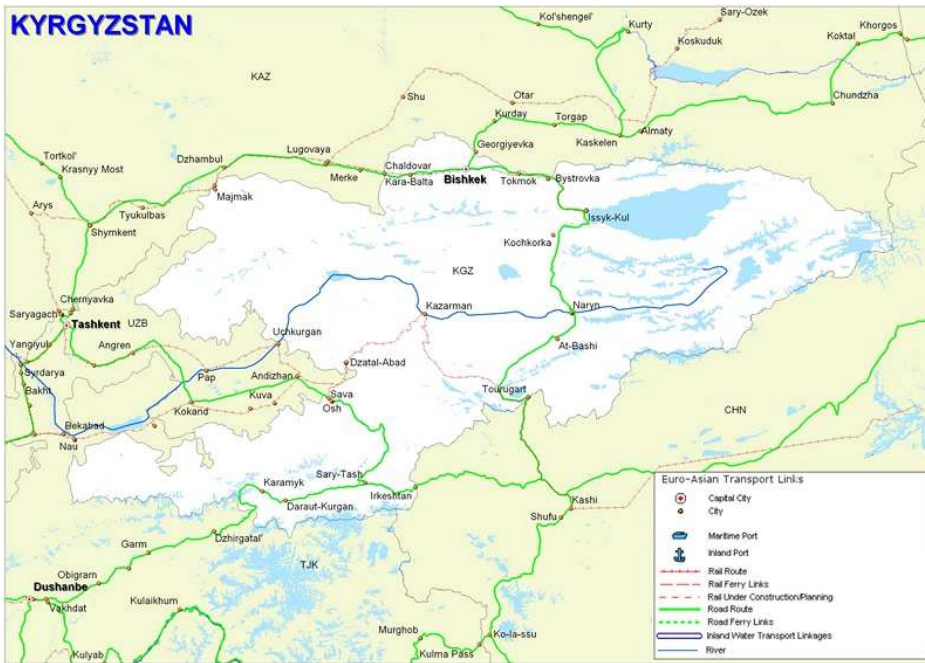 KYRGYZSTAN
Kol'shengel'
Kurty
Sary-Ozek
Khorgos
Koktal
Koskuduk
KAZ
Shu
Otar
Chundzha
Kurday
Torgap
Kaskelen
Almaty
Tortkol'
Krasnyy Most
Dzhambul
Lugovaya
Georgiyevka
Merke
Chaldovar
Kara-Balta
Bishkek
Tokmok
Bystrovka
Majmak
Arys
Tyukulbas
Shymkent
Issyk-Kul
Kochkorka
KGZ
Chernyavka
Saryagach
Tashkent
UZB
Kazarman
Naryn
Uchkurgan
Yangiyul
Angren
At-Bashi
Syrdarya
Dzatal-Abad
Bakht
Pap
Andizhan
Tourugart
Kokand
Kuva
Sava
Osh
CHN
Bekabad
Nau
Sary-Tash
Karamyk
Irkeshtan
Daraut-Kurgan
Kashi
Shufu
Dzhirgatal'
Garm
TJK
Obigram
Dushanbe
Vakhdat
Kulaikhum
Murghob
Ko-la-ssu
Kulyab
Kulma Pass
Euro-Asian Transport Links
Capital City
City
Maritime Port
Inland Port
Rail Route
Rail Ferry Links
Rail Under Construction/Planning
Road Route
Road Ferry Links
Inland Water Transport Linkages
River